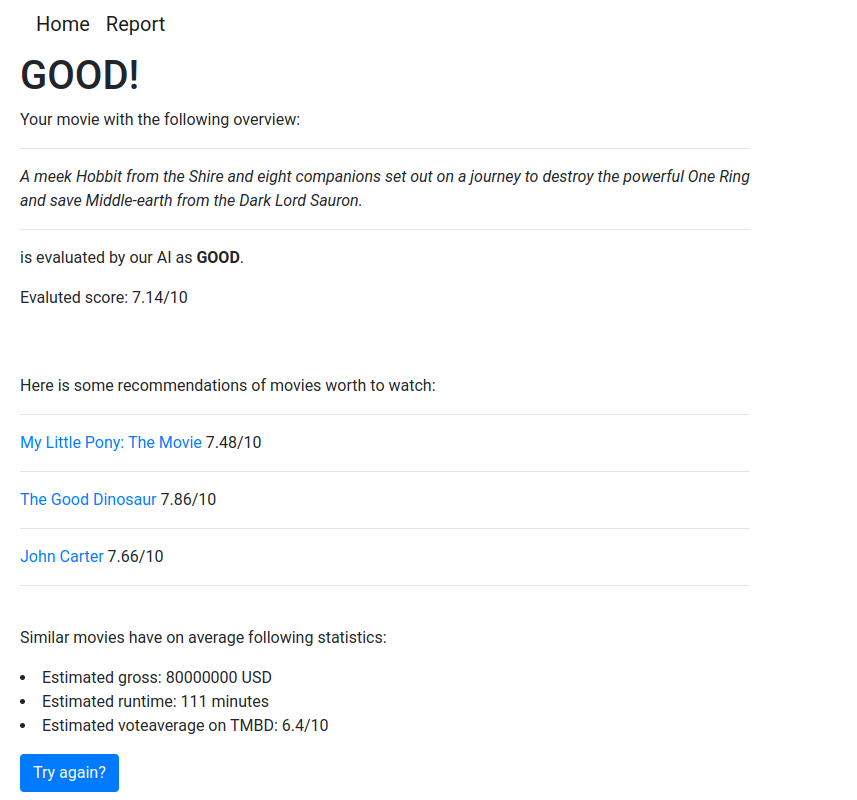 Home Report
GOOD!
Your movie with the following overview:
A meek Hobbit from the Shire and eight companions set out on a journey to destroy the powerful One Ring
and save Middle-earth from the Dark Lord Sauron.
is evaluated by our AI as GOOD.
Evaluted score: 7.14/10
Here is some recommendations of movies worth to watch:
My Little Pony: The Movie 7.48/10
The Good Dinosaur 7.86/10
John Carter 7.66/10
Similar movies have on average following statistics:
• Estimated gross: 80000000 USD
• Estimated runtime: 111 minutes
• Estimated voteaverage on TMBD: 6.4/10
Try again?